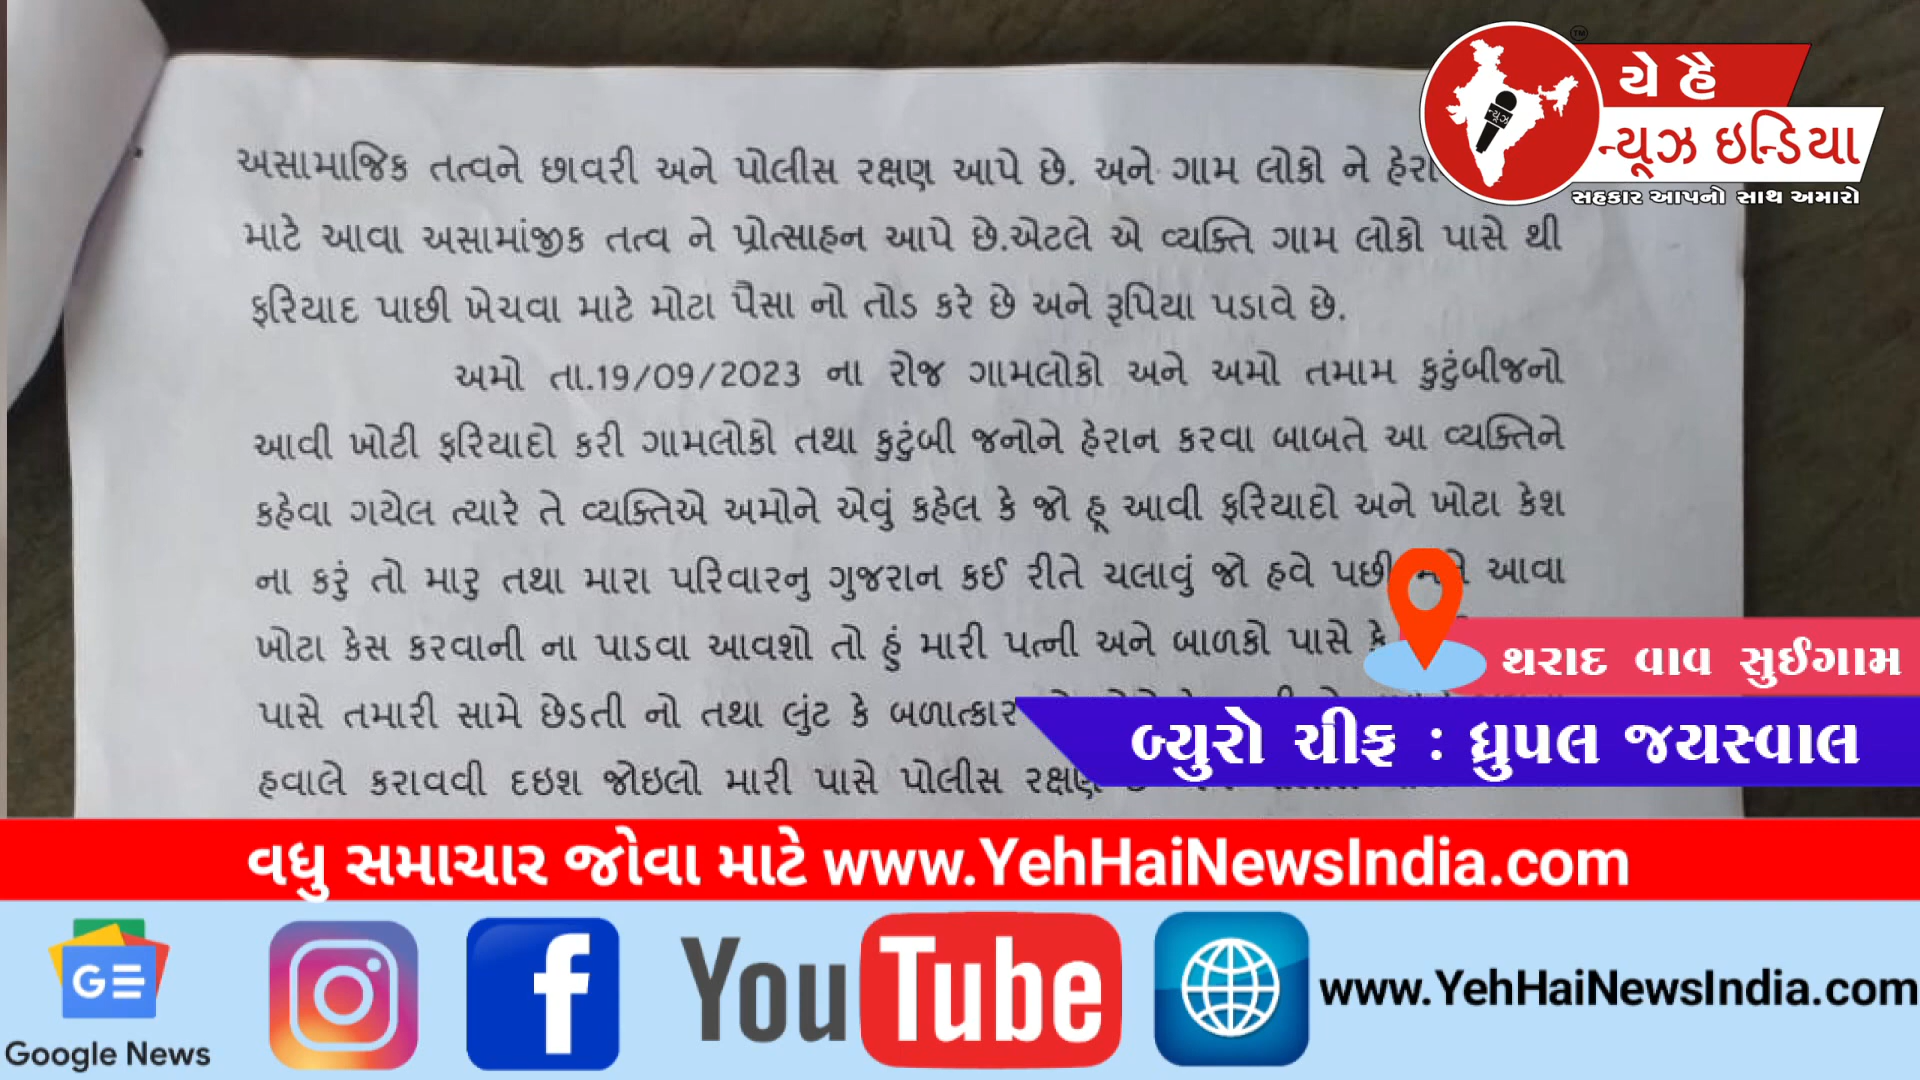 અસામાજિક તત્વને છાવરી અને પોલીસ રક્ષણ આપે છે. અને ગામ લોકો ને
માટે આવા અસામાંજીક તત્વ ને પ્રોત્સાહન આપે છે.એટલે એ વ્યક્તિ ગામ લોકો પાસે થી
ફરિયાદ પાછી ખેચવા માટે મોટા પૈસા નો તોડ કરે છે અને રૂપિયા પડાવે છે.
અમો તા.19/09/2023 ના રોજ ગામલોકો અને અમો તમામ કુટુંબીજનો
આવી ખોટી ફરિયાદો કરી ગામલોકો તથા કુટુંબી જનોને હેરાન કરવા બાબતે આ વ્યક્તિને
કહેવા ગયેલ ત્યારે તે વ્યક્તિએ અમોને એવું કહેલ કે જો હૂ આવી ફરિયાદો અને ખોટા કેશ
ના કરું તો મારુ તથા મારા પરિવારનુ ગુજરાન કઈ રીતે ચલાવું જો હવે પછી આવા
ખોટા કેસ કરવાની ના પાડવા આવશો તો હું મારી પત્ની અને બાળકો પાસે કે
પાસે તમારી સામે છેડતી નો તથા લુંટ કે બળાત્કાર
હવાલે કરાવવી દઇશ જોઇલો મારી પાસે પોલીસ રક્ષણ
યે હૈ
ન્યૂઝ ઇન્ડિયા
સહકાર આપનો સાથ અમારો
ન્યૂઝ
TM
થરાદ વાવ સુઈગામ
બ્યુરો ચીફ : ધ્રુપલ જયસ્વાલ
વધુ સમાચાર જોવા માટે www.YehHaiNewsIndia.com
Google News
YouTube
www.YehHaiNewsIndia.com